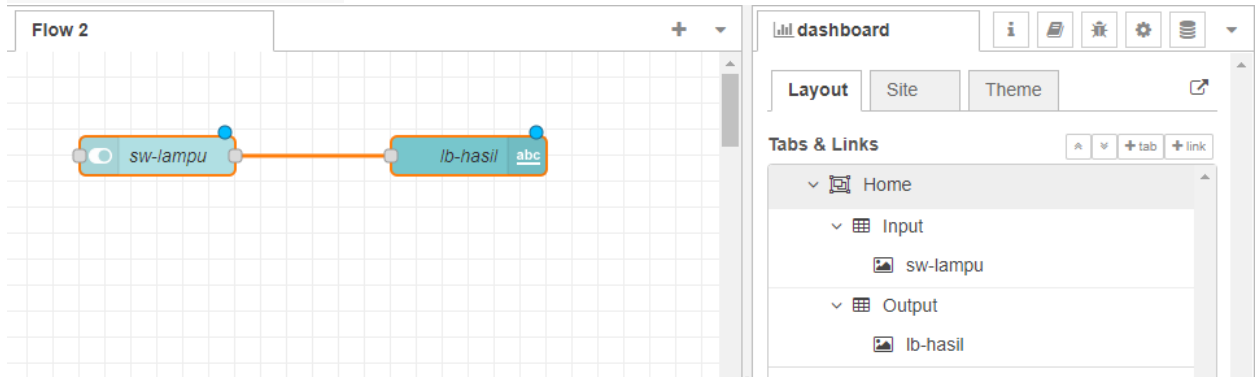 Flow 2
sw-lampu
lb-hasil abc
dashboard
i
Layout Site Theme
Tabs & Links
+ tab + link
Home
Input
sw-lampu
Output
lb-hasil